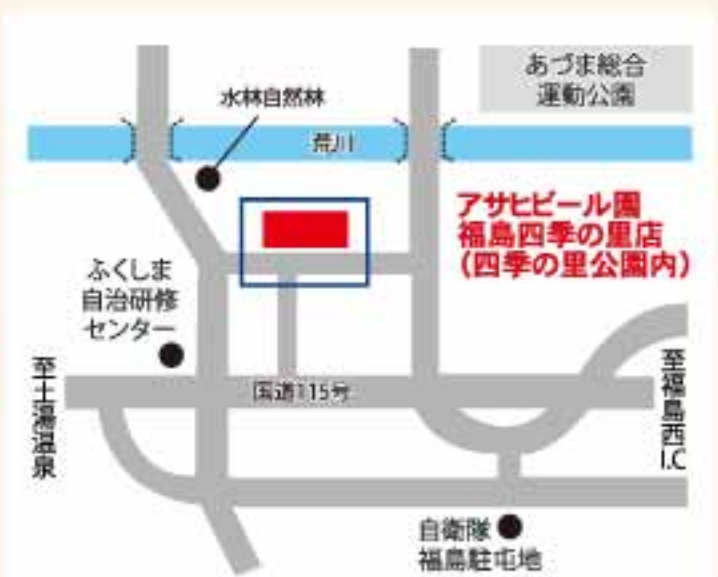 あづま総合
運動公園
水林自然林
荒川
アサヒビール園
福島四季の里店
（四季の里公園内）
ふくしま
自治研修
センター
国道115号
至土湯温泉
至福島西I.C
自衛隊
福島駐屯地